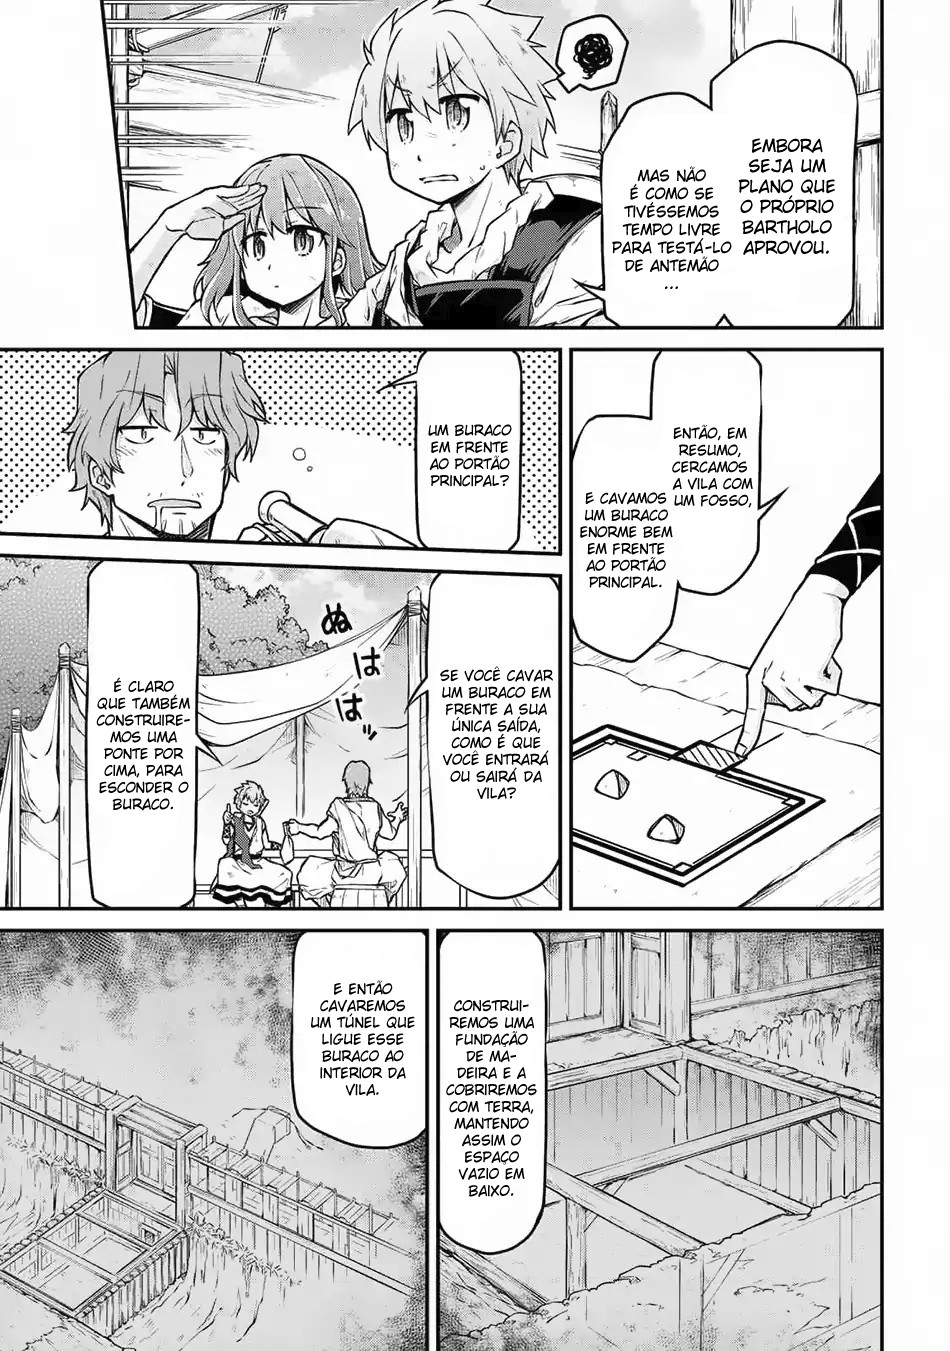 EMBORA
SEJA UM
PLANO QUE
O PRÓPRIO
BARTHOLO
APROVOU.
MAS NÃO
É COMO SE
TIVÉSSEMOS
TEMPO LIVRE
PARA TESTÁ-LO
DE ANTEMÃO
...
ENTÃO, EM
RESUMO,
CERCAMOS
A VILA COM
UM FOSSO,
E CAVAMOS
UM BURACO
ENORME BEM
EM FRENTE
AO PORTÃO
PRINCIPAL.
UM BURACO
EM FRENTE
AO PORTÃO
PRINCIPAL?
SE VOCÊ CAVAR
UM BURACO EM
FRENTE A SUA
ÚNICA SAÍDA,
COMO É QUE
VOCÊ ENTRARÁ
OU SAIRÁ DA
VILA?
ぬ
は
はッ
É CLARO
QUE TAMBÉM
CONSTRUIRE-
MOS UMA
PONTE POR
CIMA, PARA
ESCONDER O
BURACO.
CONSTRUI-
REMOS UMA
FUNDAÇÃO
DE MA-
DEIRA E A
COBRIREMOS
COM TERRA,
MANTENDO
ASSIM O
ESPAÇO
VAZIO EM
BAIXO.
E ENTÃO
CAVAREMOS
UM TÚNEL QUE
LIGUE ESSE
BURACO AO
INTERIOR DA
VILA.